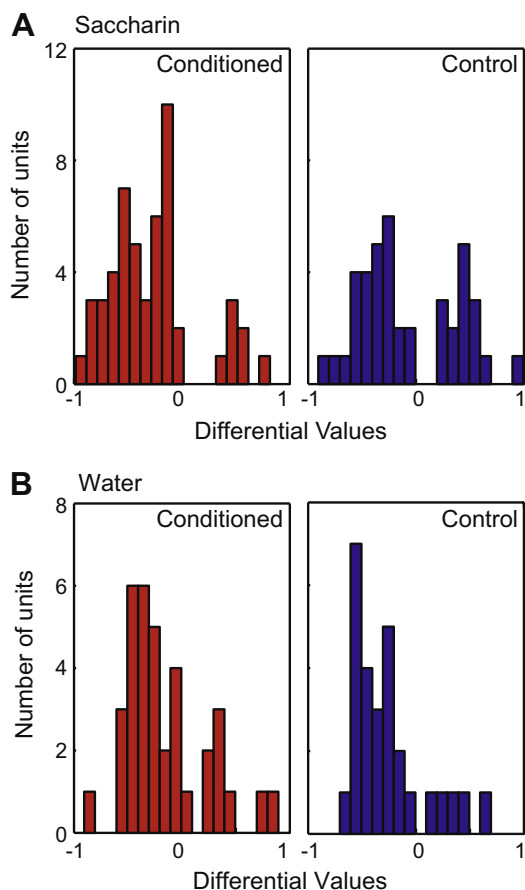 A Saccharin
Conditioned Control
12
8
4
0
Number of units
-1 0 1 -1 0 1
Differential Values
B Water
Conditioned Control
8
6
4
2
0
Number of units
-1 0 1 -1 0 1
Differential Values